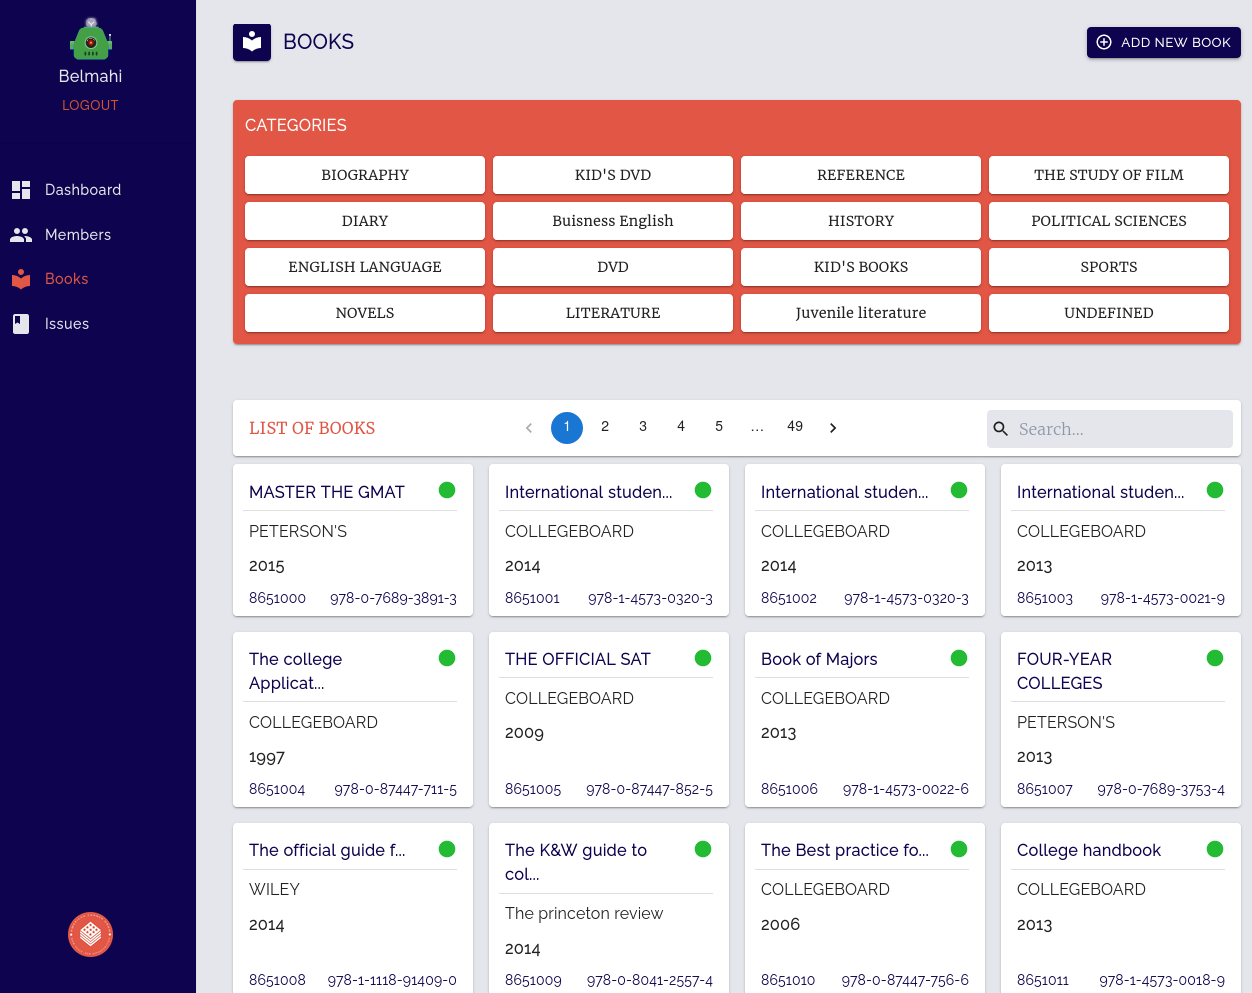 Belmahi
LOGOUT
Dashboard
Members
Books
Issues
BOOKS
ADD NEW BOOK
CATEGORIES
BIOGRAPHY KID'S DVD REFERENCE THE STUDY OF FILM
DIARY Buisness English HISTORY POLITICAL SCIENCES
ENGLISH LANGUAGE DVD KID'S BOOKS SPORTS
NOVELS LITERATURE Juvenile literature UNDEFINED
LIST OF BOOKS 1 2 3 4 5 ... 49 Search...
MASTER THE GMAT
PETERSON'S
2015
8651000 978-0-7689-3891-3
International studen...
COLLEGEBOARD
2014
8651001 978-1-4573-0320-3
International studen...
COLLEGEBOARD
2014
8651002 978-1-4573-0320-3
International studen...
COLLEGEBOARD
2013
8651003 978-1-4573-0021-9
The college
Applicat...
COLLEGEBOARD
1997
8651004 978-0-87447-711-5
THE OFFICIAL SAT
COLLEGEBOARD
2009
8651005 978-0-87447-852-5
Book of Majors
COLLEGEBOARD
2013
8651006 978-1-4573-0022-6
FOUR-YEAR
COLLEGES
PETERSON'S
2013
8651007 978-0-7689-3753-4
The official guide f...
WILEY
2014
8651008 978-1-1118-91409-0
The K&W guide to
col...
The princeton review
2014
8651009 978-0-8041-2557-4
The Best practice fo...
COLLEGEBOARD
2006
8651010 978-0-87447-756-6
College handbook
COLLEGEBOARD
2013
8651011 978-1-4573-0018-9